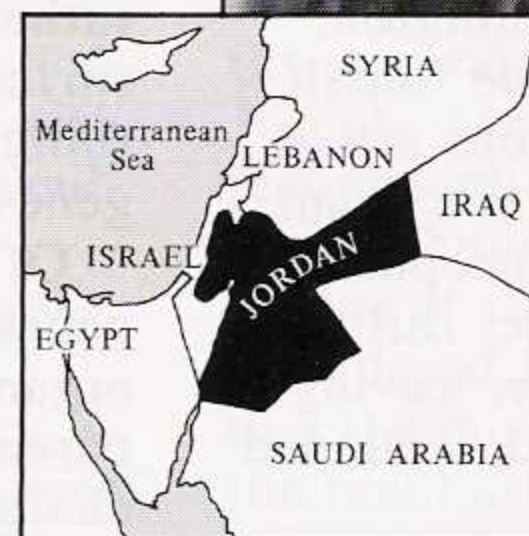 SYRIA
Mediterranean
Sea
LEBANON
IRAQ
ISRAEL
JORDAN
EGYPT
SAUDI ARABIA